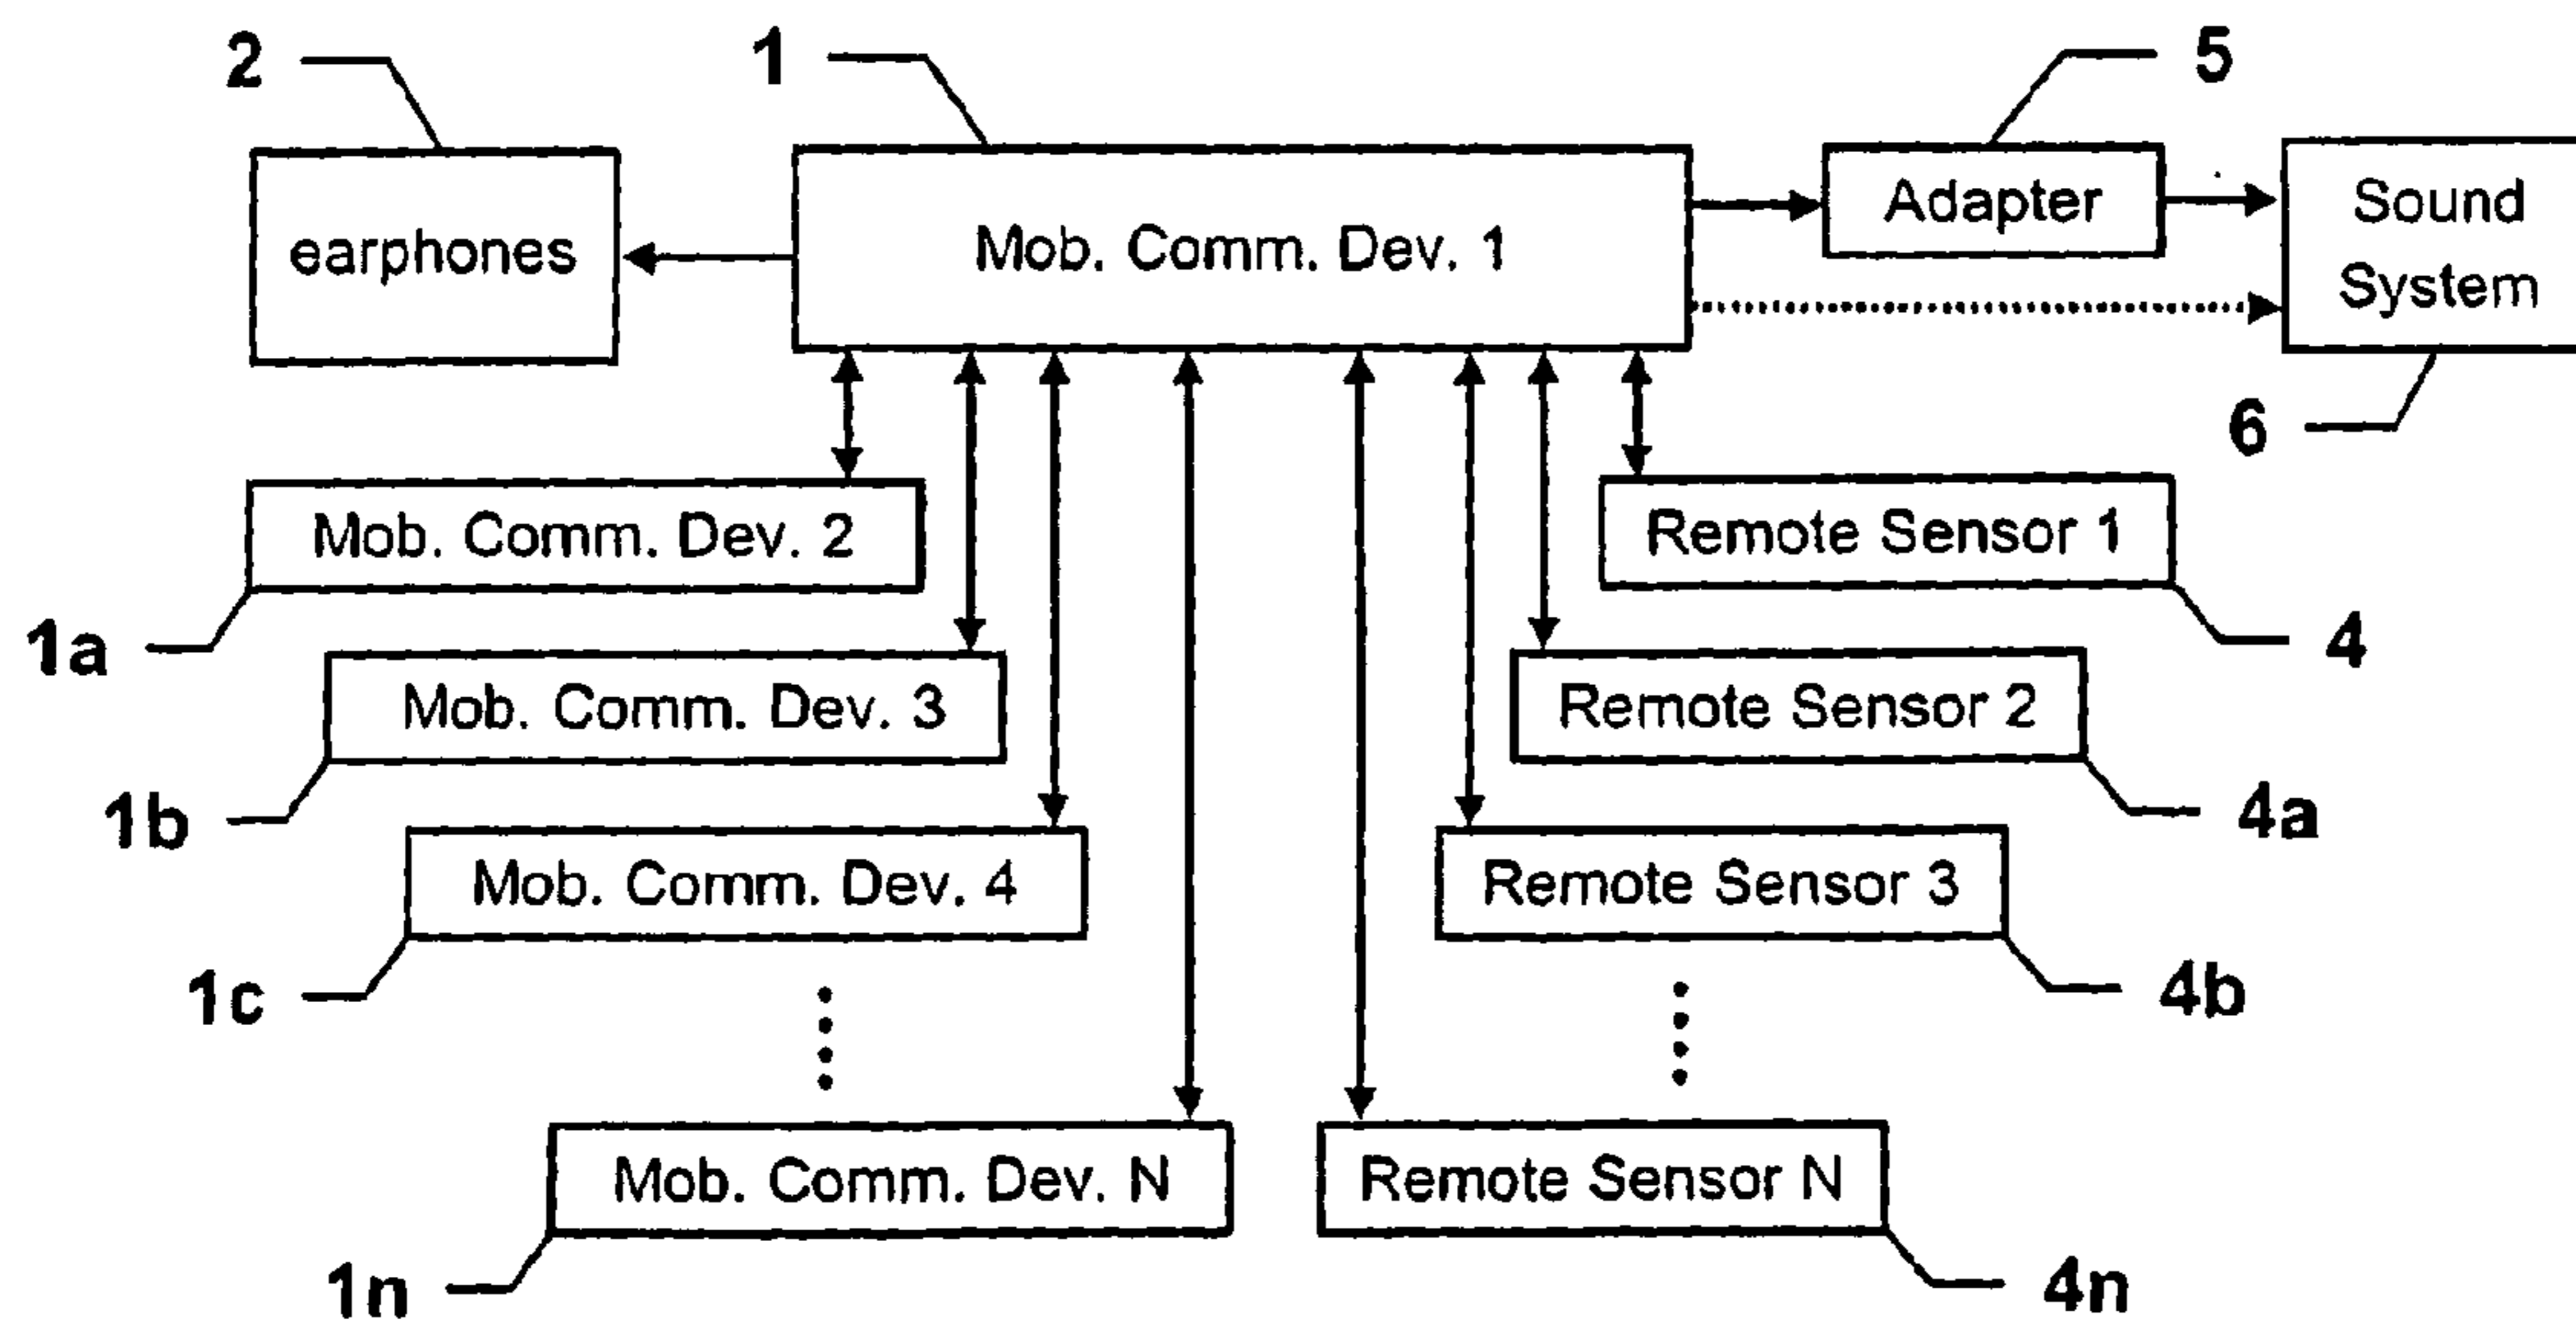 2
1
5
earphones
Mob. Comm. Dev. 1
Adapter
Sound
System
6
Mob. Comm. Dev. 2
Remote Sensor 1
1a
4
Mob. Comm. Dev. 3
Remote Sensor 2
1b
4a
Mob. Comm. Dev. 4
Remote Sensor 3
1c
4b
Mob. Comm. Dev. N
Remote Sensor N
1n
4n